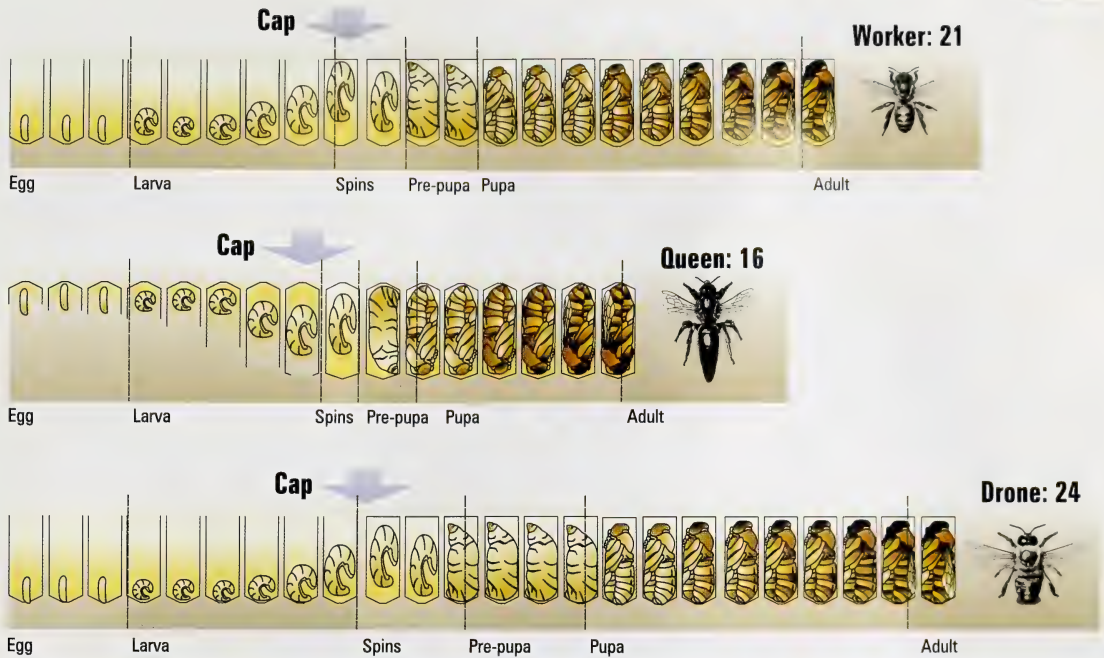 Cap
Worker: 21
Egg Larva Spins Pre-pupa Pupa Adult
Cap
Queen: 16
Egg Larva Spins Pre-pupa Pupa Adult
Cap
Drone: 24
Egg Larva Spins Pre-pupa Pupa Adult